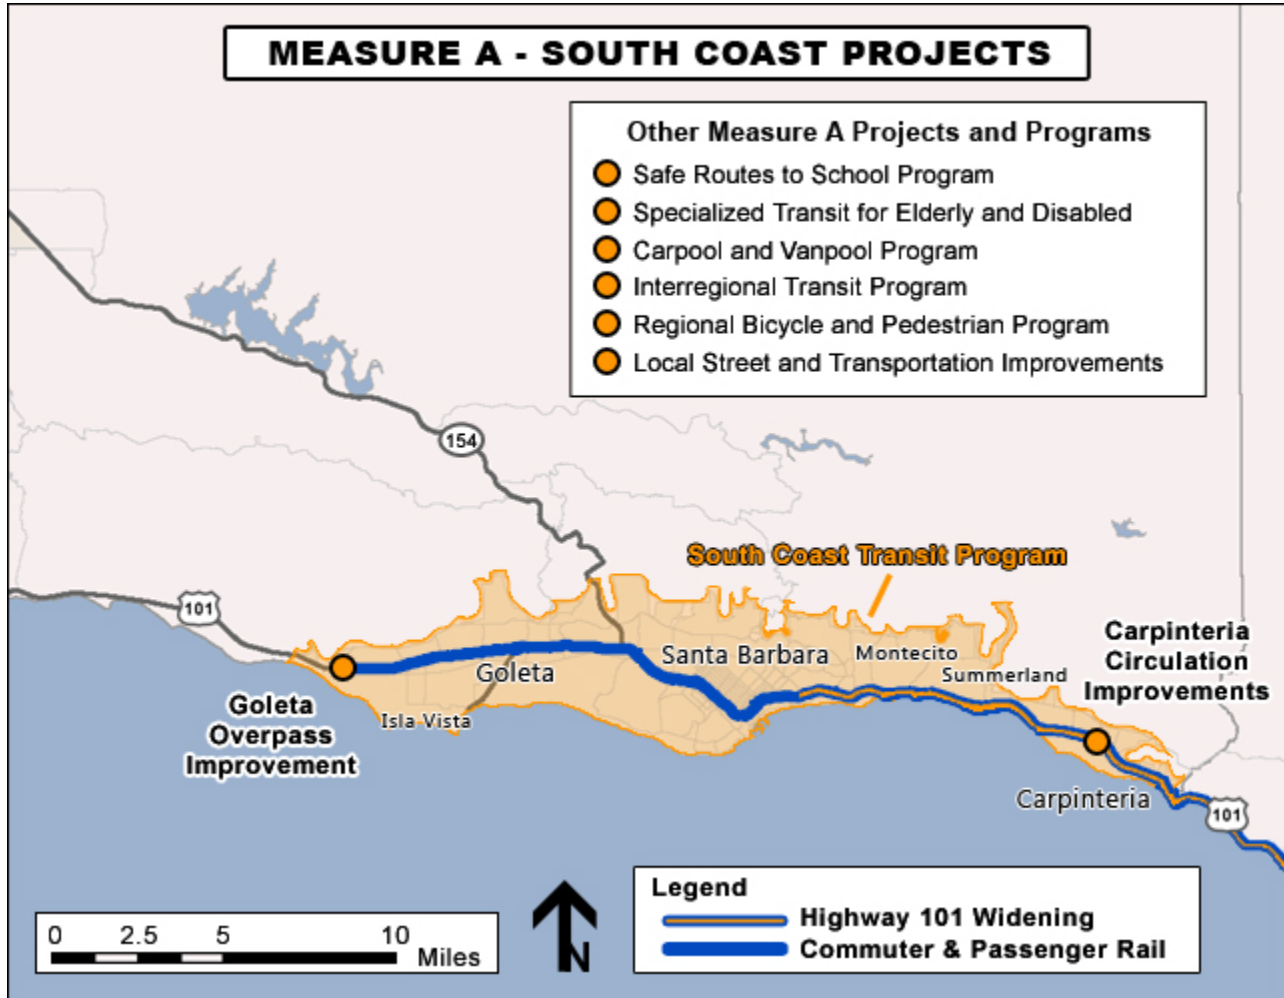 MEASURE A - SOUTH COAST PROJECTS
Other Measure A Projects and Programs
Safe Routes to School Program
Specialized Transit for Elderly and Disabled
Carpool and Vanpool Program
Interregional Transit Program
Regional Bicycle and Pedestrian Program
Local Street and Transportation Improvements
154
South Coast Transit Program
101
Carpinteria
Circulation
Improvements
Santa Barbara
Montecito
Summerland
Goleta
Isla Vista
Goleta
Overpass
Improvement
Carpinteria
101
Legend
Highway 101 Widening
Commuter & Passenger Rail
0 2.5 5 10
Miles
N